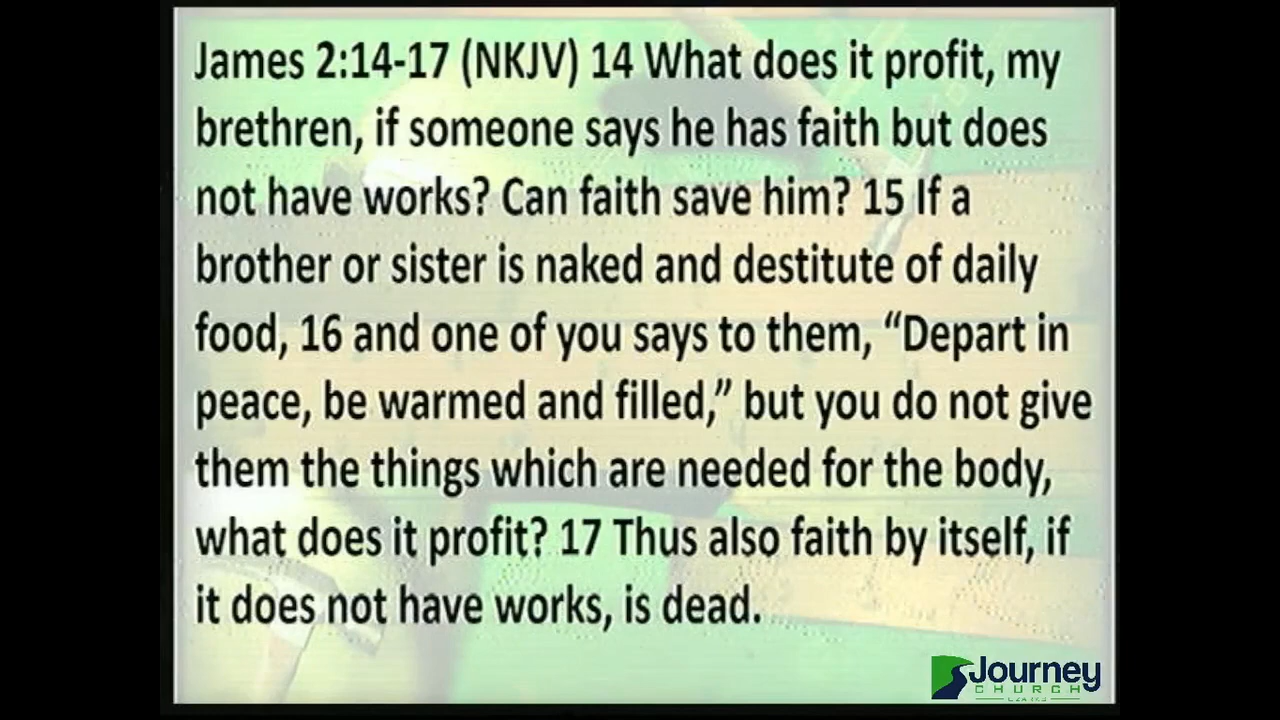 James 2:14-17 (NKJV) 14 What does it profit, my
brethren, if someone says he has faith but does
not have works? Can faith save him? 15 If a
brother or sister is naked and destitute of daily
food, 16 and one of you says to them, “Depart in
peace, be warmed and filled,” but you do not give
them the things which are needed for the body,
what does it profit? 17 Thus also faith by itself, if
it does not have works, is dead.
Journey
CHURCH